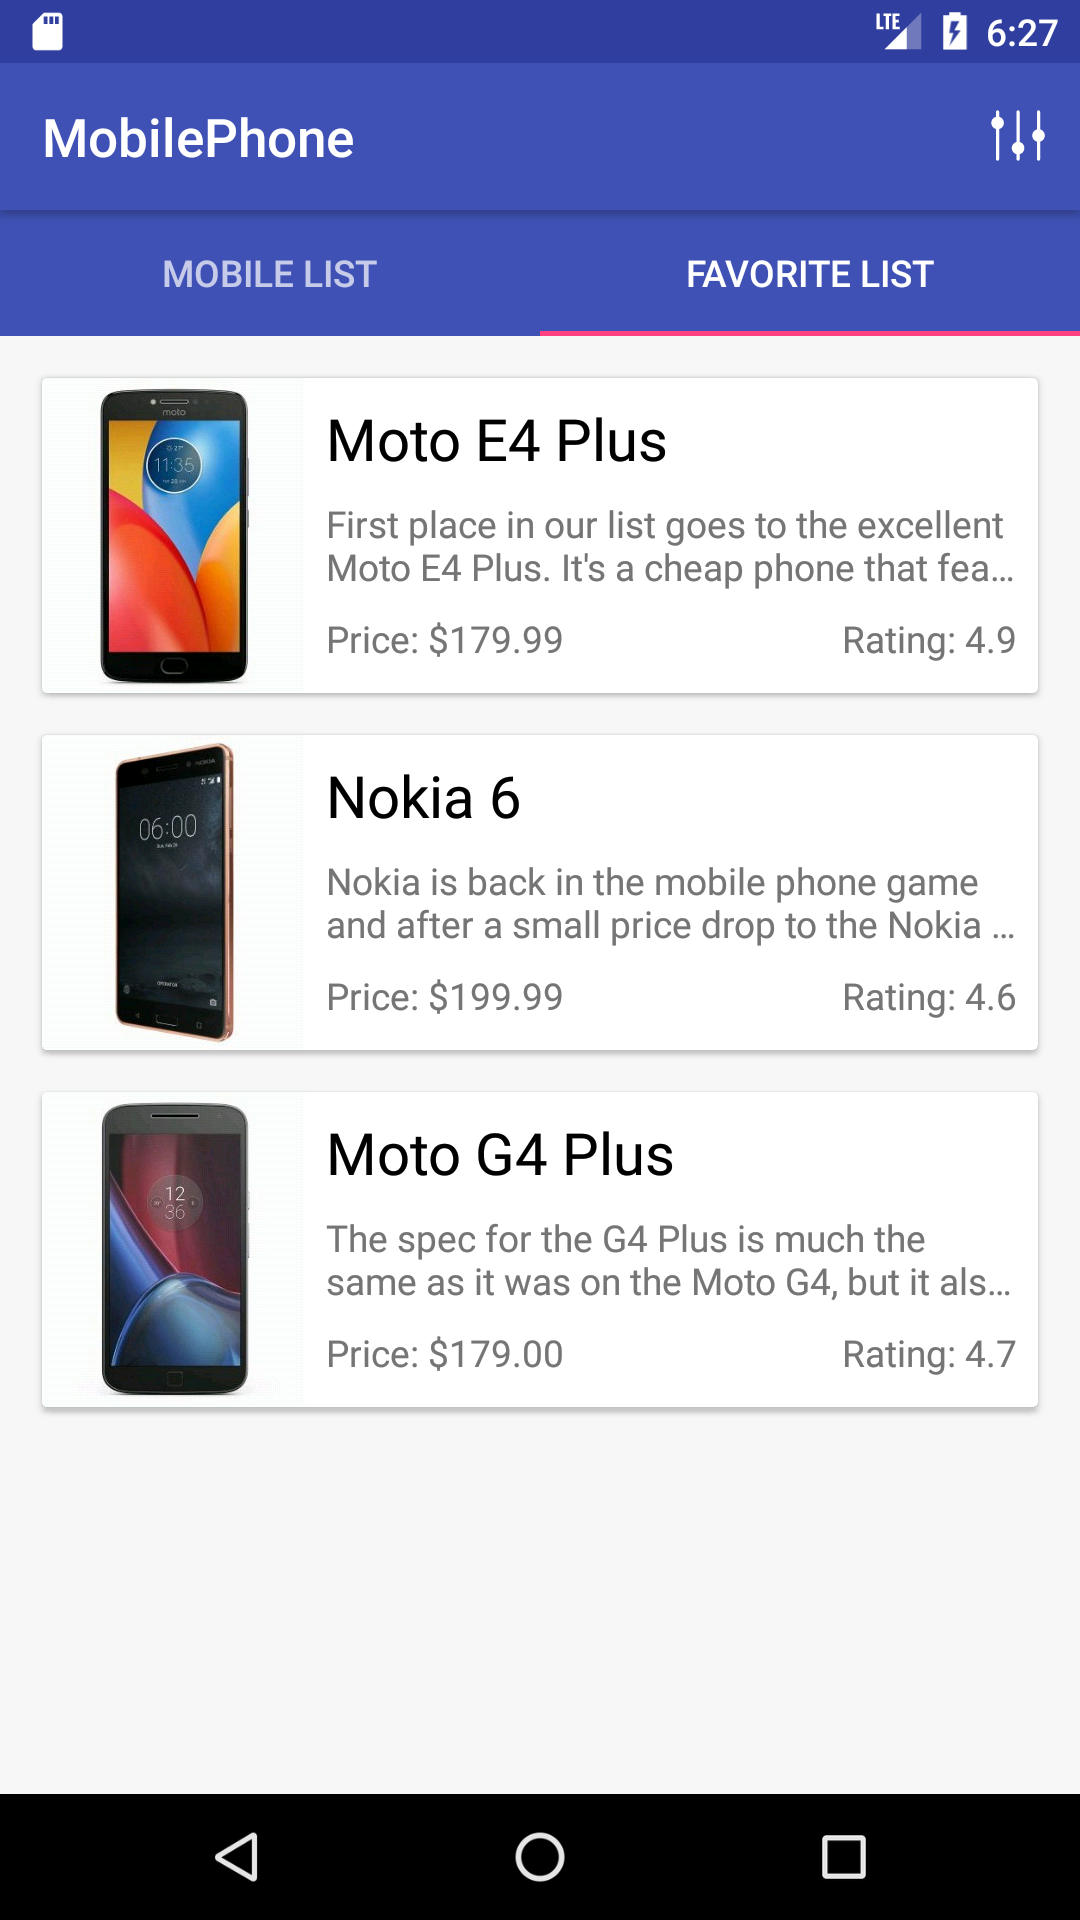 LTE 6:27
MobilePhone
MOBILE LIST
FAVORITE LIST
moto
11:35
Moto E4 Plus
First place in our list goes to the excellent
Moto E4 Plus. It's a cheap phone that fea...
Price: $179.99
Rating: 4.9
NOKIA
06:00
Nokia 6
Nokia is back in the mobile phone game
and after a small price drop to the Nokia ...
Price: $199.99
Rating: 4.6
12
36
Moto G4 Plus
The spec for the G4 Plus is much the
same as it was on the Moto G4, but it als...
Price: $179.00
Rating: 4.7